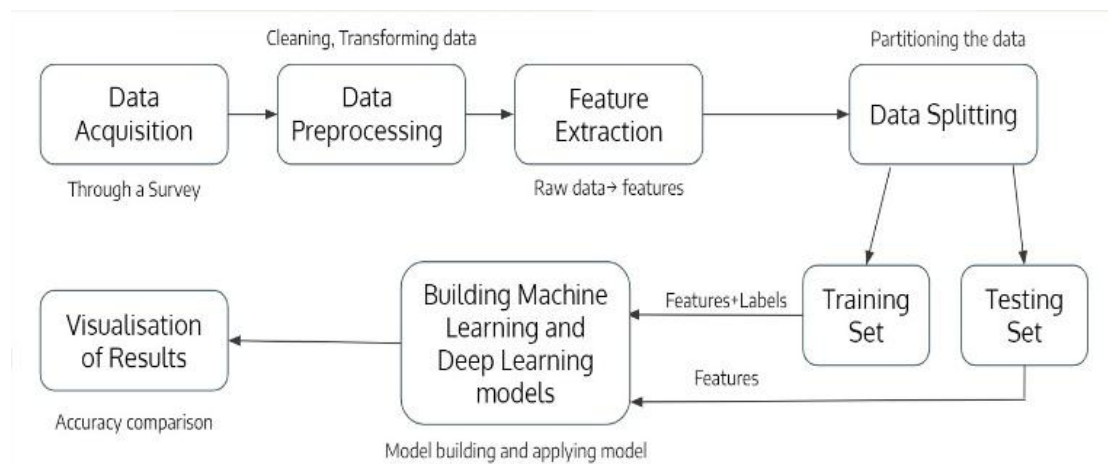 Cleaning, Transforming data
Partitioning the data
Data
Acquisition
Data
Preprocessing
Feature
Extraction
Data Splitting
Through a Survey
Raw data→ features
Building Machine
Learning and
Deep Learning
models
Features+Labels
Training
Set
Testing
Set
Visualisation
of Results
Features
Accuracy comparison
Model building and applying model